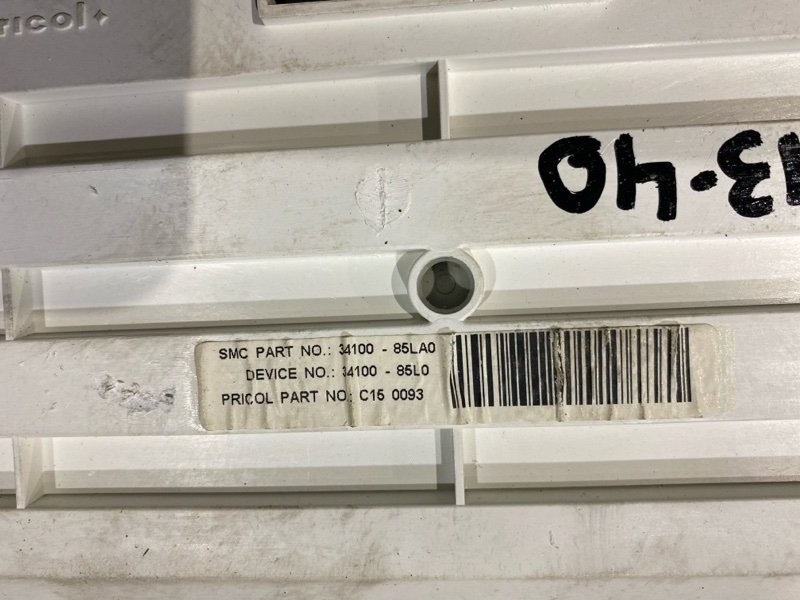 ricol
13-40
SMC PART NO.: 34100 - 85LA0
DEVICE NO.: 34100 - 85L0
PRICOL PART NO: C15 0093